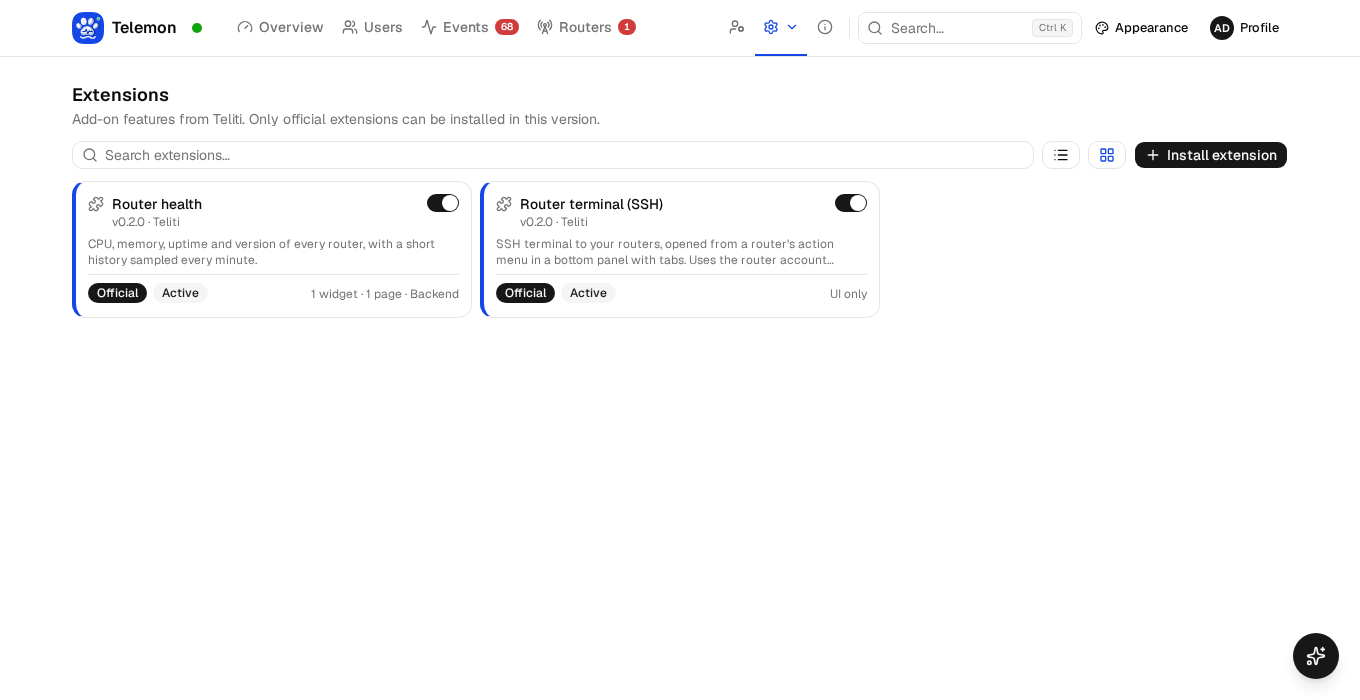 Telemon
Overview
Users
Events 68
Routers 1
Search... Ctrl K
Appearance
AD Profile
Extensions
Add-on features from Teliti. Only official extensions can be installed in this version.
Search extensions...
Install extension
Router health
v0.2.0 · Teliti
CPU, memory, uptime and version of every router, with a short
history sampled every minute.
Official Active 1 widget · 1 page · Backend
Router terminal (SSH)
v0.2.0 · Teliti
SSH terminal to your routers, opened from a router's action
menu in a bottom panel with tabs. Uses the router account...
Official Active UI only